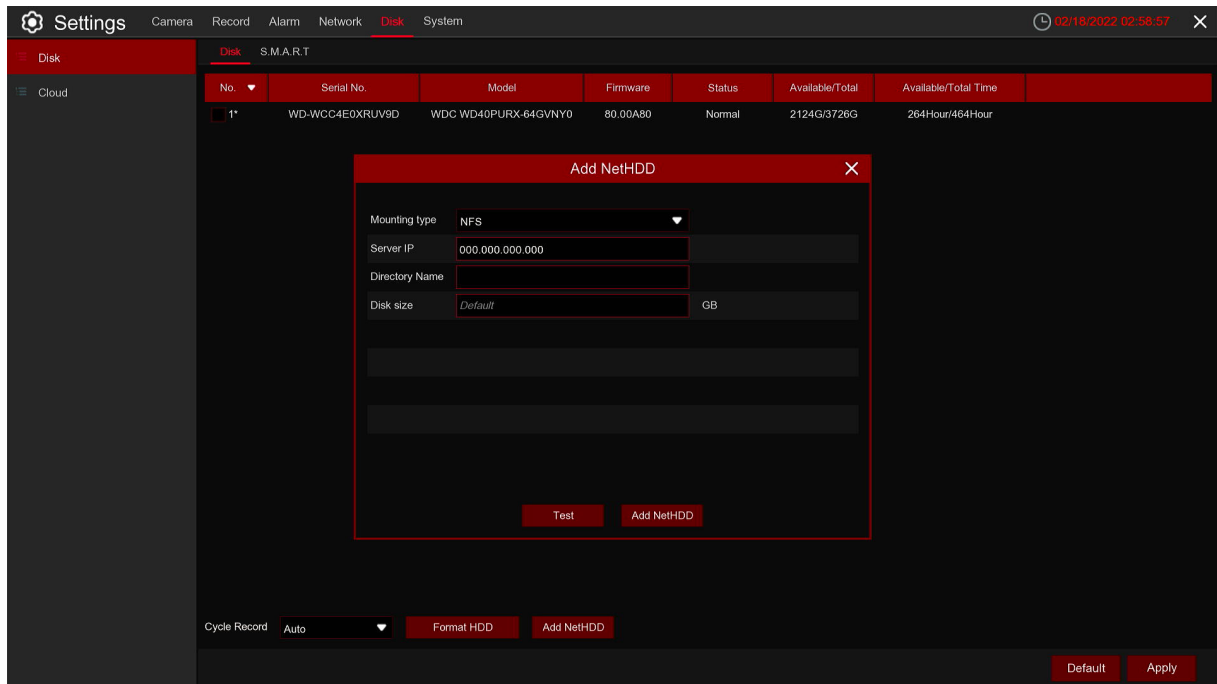 Settings Camera Record Alarm Network Disk System 02/18/2022 02:58:57
Disk
Cloud
Disk S.M.A.R.T
No. Serial No. Model Firmware Status Available/Total Available/Total Time
1* WD-WCC4E0XRUV9D WDC WD40PURX-64GVNY0 80.00A80 Normal 2124G/3726G 264Hour/464Hour
Add NetHDD
Mounting type NFS
Server IP 000.000.000.000
Directory Name
Disk size Default GB
Test Add NetHDD
Cycle Record Auto Format HDD Add NetHDD
Default Apply